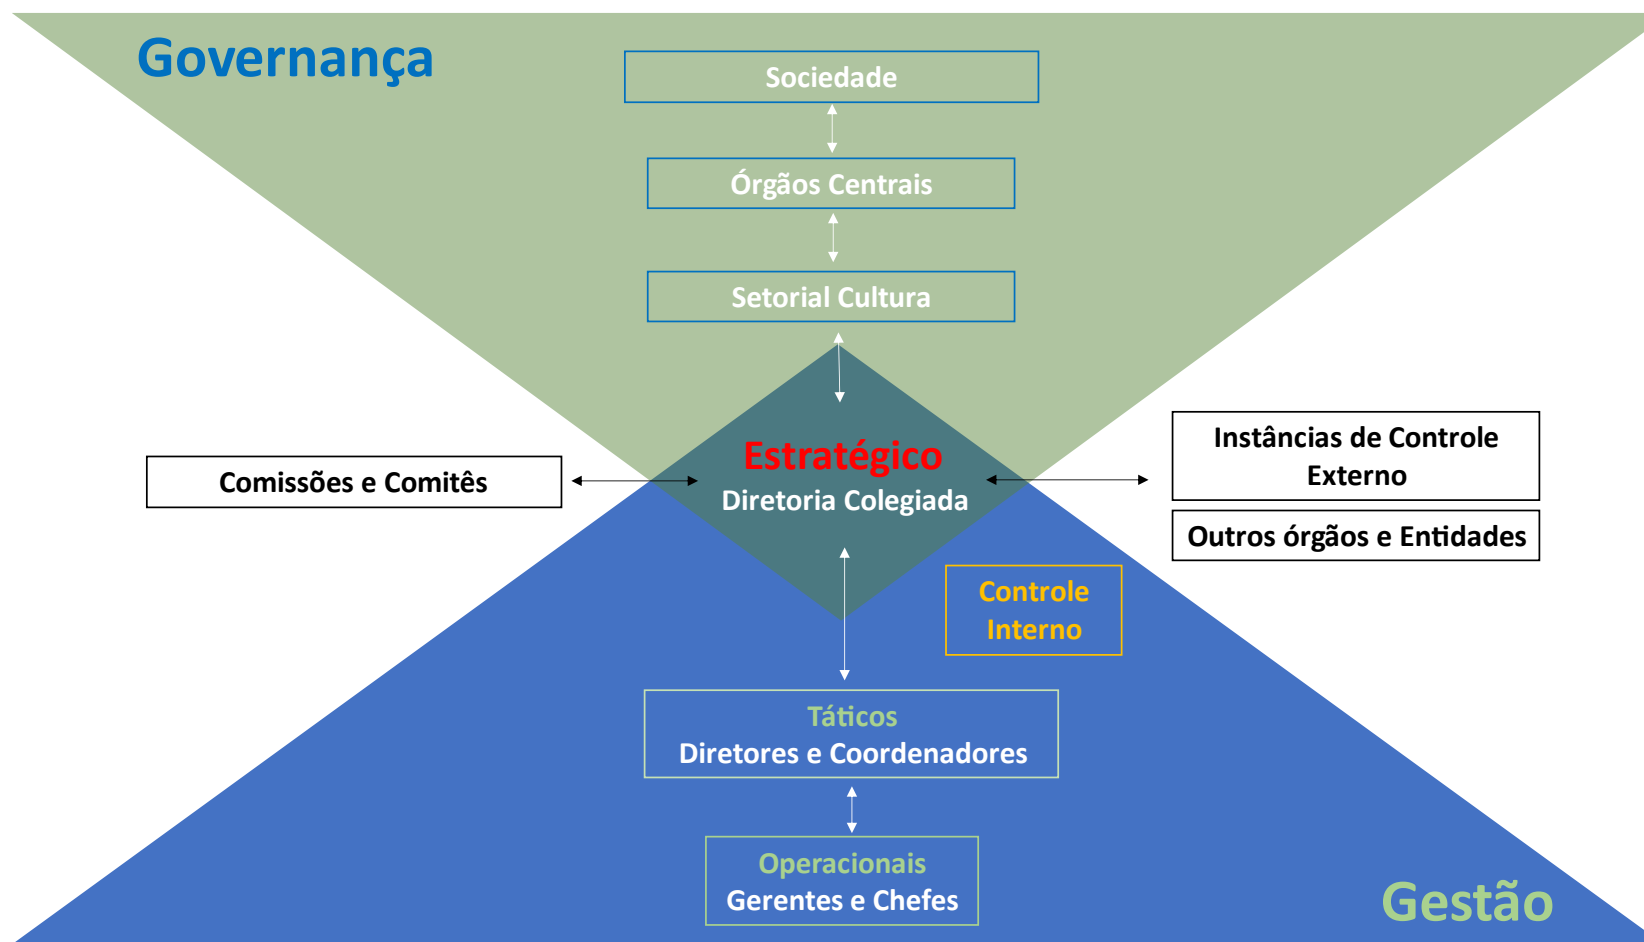 Governança
Sociedade
Órgãos Centrais
Setorial Cultura
Estratégico
Diretoria Colegiada
Comissões e Comitês
Instâncias de Controle
Externo
Outros órgãos e Entidades
Controle
Interno
Táticos
Diretores e Coordenadores
Operacionais
Gerentes e Chefes
Gestão